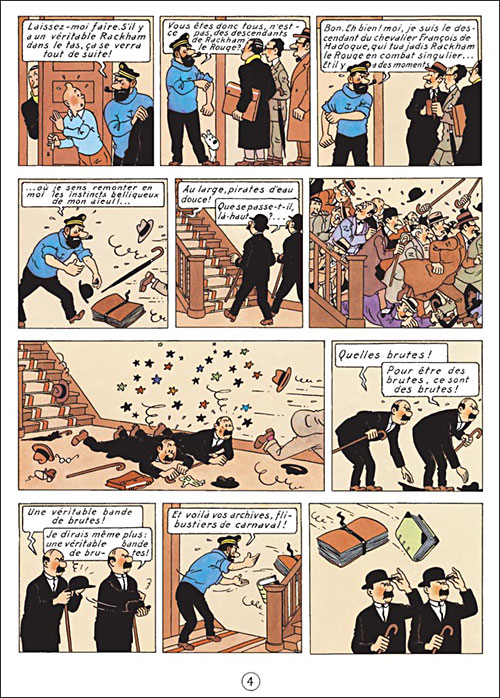 Laissez-moi faire. S'il y
a un véritable Rackham
dans le tas, ça se verra
tout de suite!
Vous êtes donc tous, n'est-
ce pas, des descendants
de Rackham
le Rouge?
Bon. Eh bien! moi, je suis le des-
cendant du chevalier François de
Hadoque, qui tua jadis Rackham
le Rouge en combat singulier...
Et il y a des moments
...où je sens remonter en
moi les instincts belliqueux
de mon aïeul!...
Au large, pirates d'eau
douce!
Que se passe-t-il,
là-haut?...
Quelles brutes!
Pour être des
brutes, ce sont
des brutes!
Une véritable bande
de brutes!
Je dirais même plus:
une véritable bande
de bru- tes!
Et voilà vos archives, fli-
bustiers de carnaval!
4